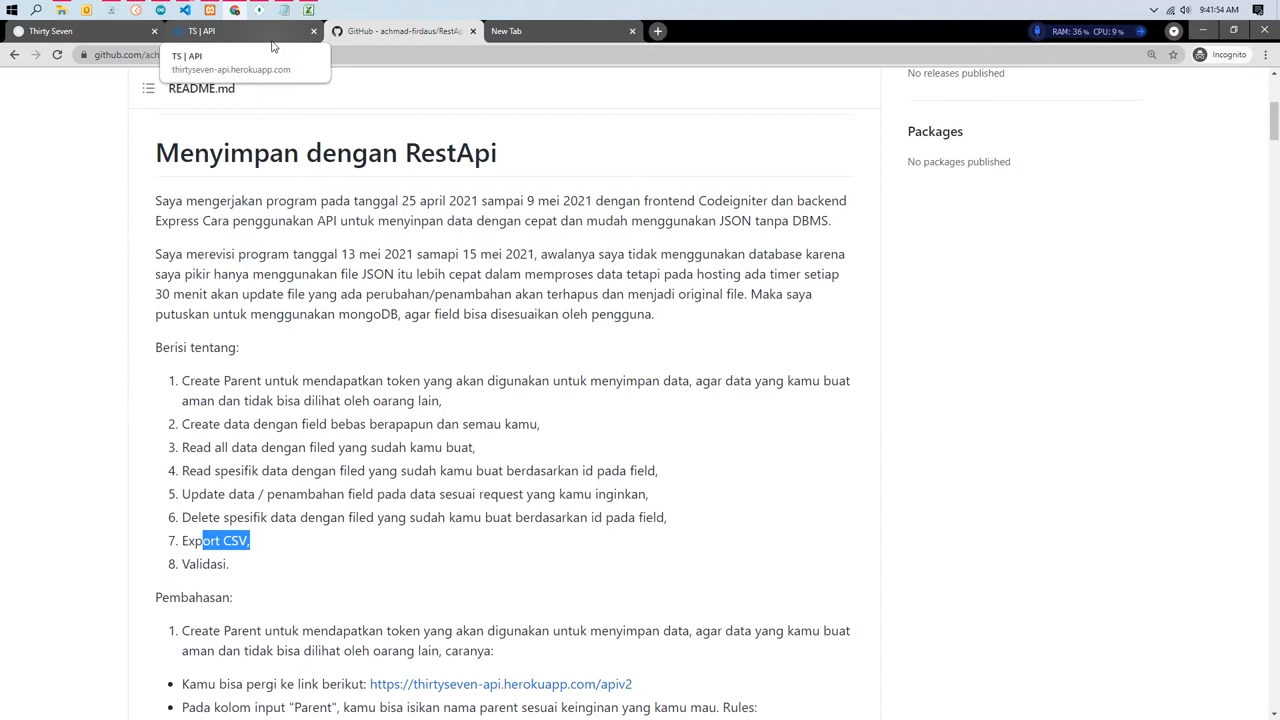 9:41:54 AM
Thirty Seven
TS | API
GitHub - achmad-firdaus/RestAp
New Tab
RAM: 36% CPU: 9%
github.com/ach
Incognito
TS | API
thirtyseven-api.herokuapp.com
README.md
No releases published
Packages
No packages published
Menyimpan dengan RestApi
Saya mengerjakan program pada tanggal 25 april 2021 sampai 9 mei 2021 dengan frontend Codeigniter dan backend
Express Cara penggunakan API untuk menyinpan data dengan cepat dan mudah menggunakan JSON tanpa DBMS.
Saya merevisi program tanggal 13 mei 2021 samapi 15 mei 2021, awalanya saya tidak menggunakan database karena
saya pikir hanya menggunakan file JSON itu lebih cepat dalam memproses data tetapi pada hosting ada timer setiap
30 menit akan update file yang ada perubahan/penambahan akan terhapus dan menjadi original file. Maka saya
putuskan untuk menggunakan mongoDB, agar field bisa disesuaikan oleh pengguna.
Berisi tentang:
1. Create Parent untuk mendapatkan token yang akan digunakan untuk menyimpan data, agar data yang kamu buat
aman dan tidak bisa dilihat oleh oarang lain,
2. Create data dengan field bebas berapapun dan semau kamu,
3. Read all data dengan filed yang sudah kamu buat,
4. Read spesifik data dengan filed yang sudah kamu buat berdasarkan id pada field,
5. Update data / penambahan field pada data sesuai request yang kamu inginkan,
6. Delete spesifik data dengan filed yang sudah kamu buat berdasarkan id pada field,
7. Export CSV,
8. Validasi.
Pembahasan:
1. Create Parent untuk mendapatkan token yang akan digunakan untuk menyimpan data, agar data yang kamu buat
aman dan tidak bisa dilihat oleh oarang lain, caranya:
• Kamu bisa pergi ke link berikut: https://thirtyseven-api.herokuapp.com/apiv2
• Pada kolom input "Parent", kamu bisa isikan nama parent sesuai keinginan yang kamu mau. Rules: